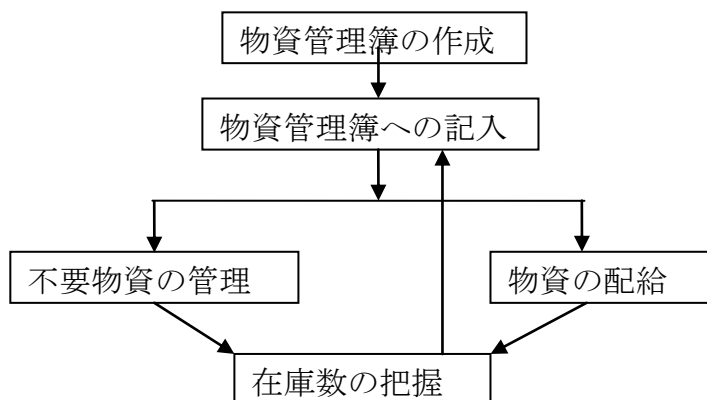 物資管理簿の作成
物資管理簿への記入
不要物資の管理
物資の配給
在庫数の把握